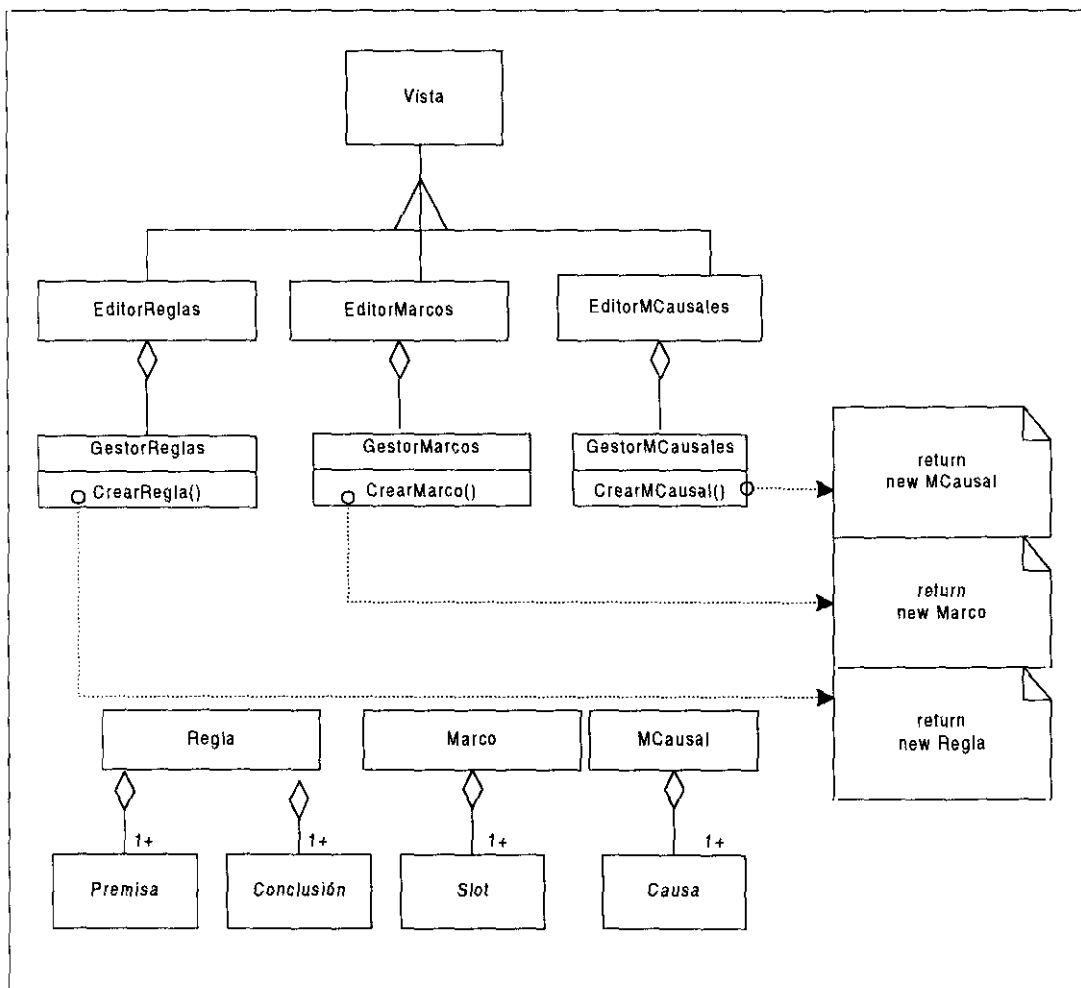 Vista
EditorReglas
EditorMarcos
EditorMCausales
GestorReglas
CrearRegla()
GestorMarcos
CrearMarco()
GestorMCausales
CrearMCausal()
return
new MCausal
return
new Marco
return
new Regla
Regla
Marco
MCausal
1+
1+
1+
1+
Premisa
Conclusión
Slot
Causa